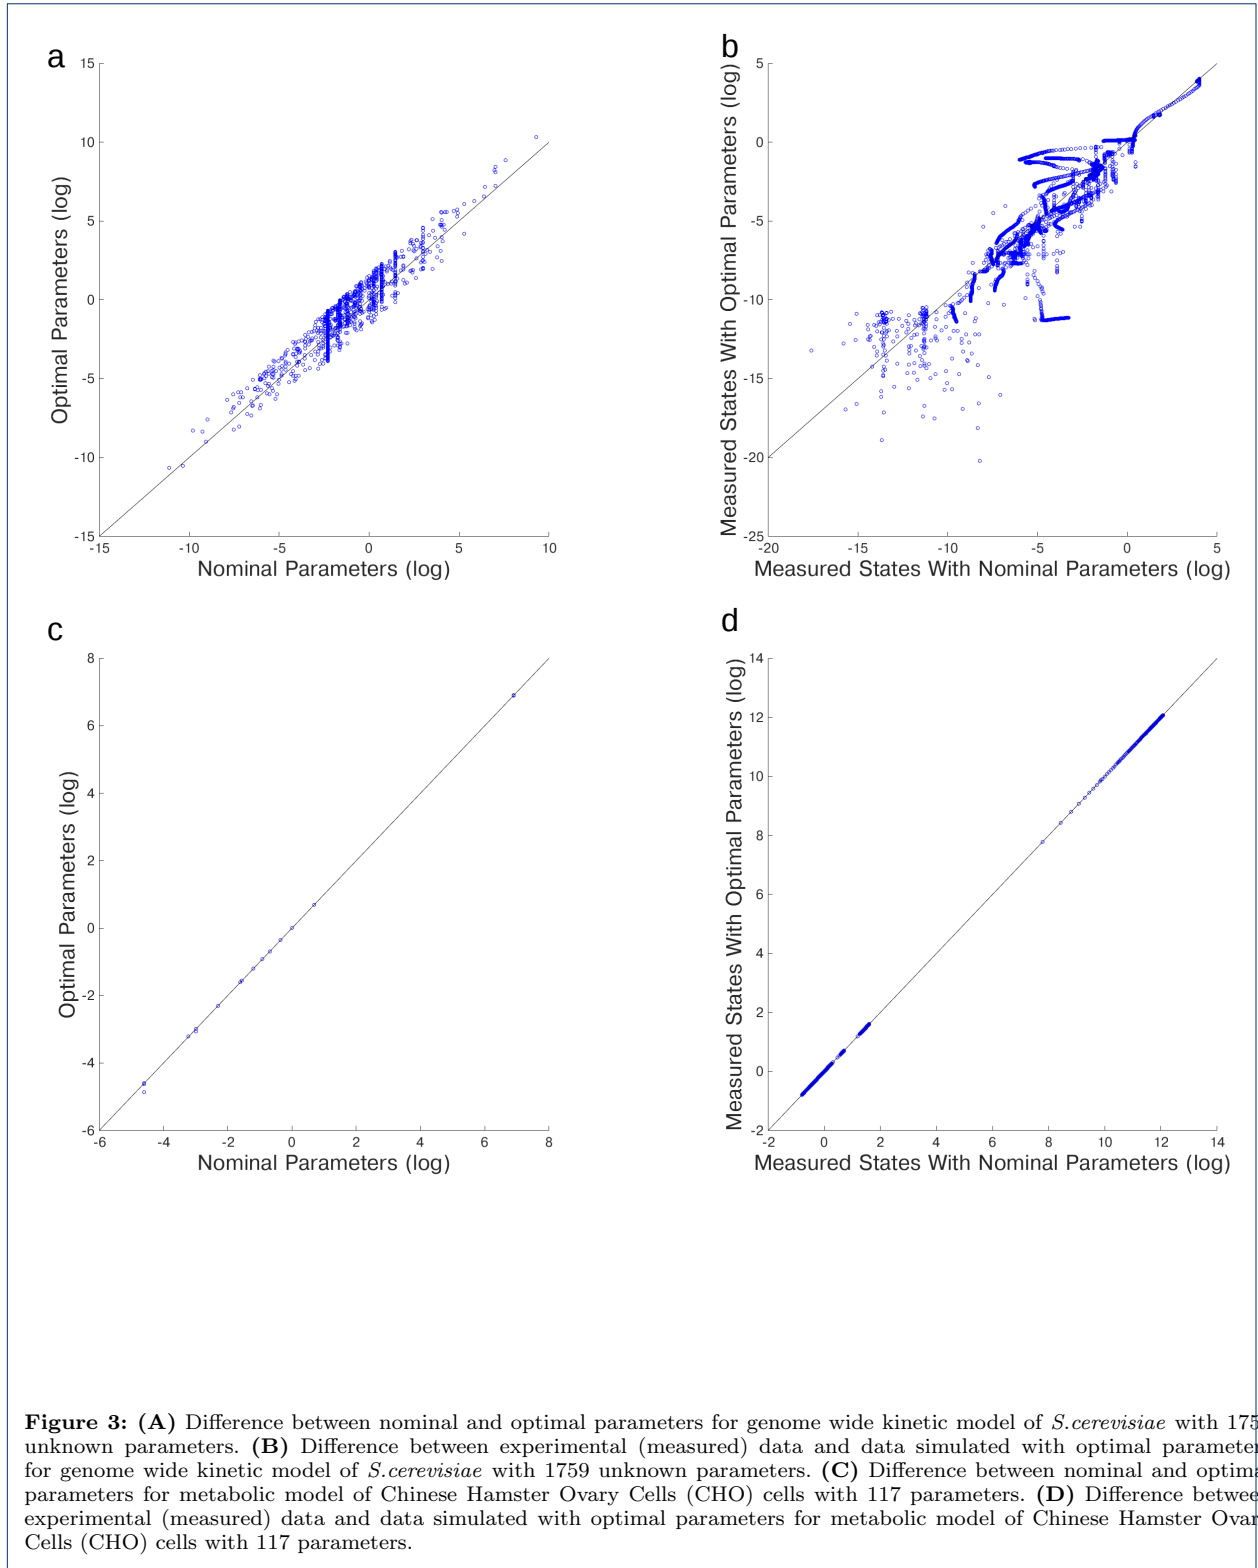 a
15
10
5
0
-5
-10
-15
-15 -10 -5 0 5 10
Optimal Parameters (log)
Nominal Parameters (log)
b
5
0
-5
-10
-15
-20
-25
-20 -15 -10 -5 0 5
Measured States With Optimal Parameters (log)
Measured States With Nominal Parameters (log)
c
8
6
4
2
0
-2
-4
-6
-6 -4 -2 0 2 4 6 8
Optimal Parameters (log)
Nominal Parameters (log)
d
14
12
10
8
6
4
2
0
-2
-2 0 2 4 6 8 10 12 14
Measured States With Optimal Parameters (log)
Measured States With Nominal Parameters (log)
Figure 3: (A) Difference between nominal and optimal parameters for genome wide kinetic model of S.cerevisiae with 175
unknown parameters. (B) Difference between experimental (measured) data and data simulated with optimal parameter
for genome wide kinetic model of S.cerevisiae with 1759 unknown parameters. (C) Difference between nominal and optima
parameters for metabolic model of Chinese Hamster Ovary Cells (CHO) cells with 117 parameters. (D) Difference betwee
experimental (measured) data and data simulated with optimal parameters for metabolic model of Chinese Hamster Ovar
Cells (CHO) cells with 117 parameters.